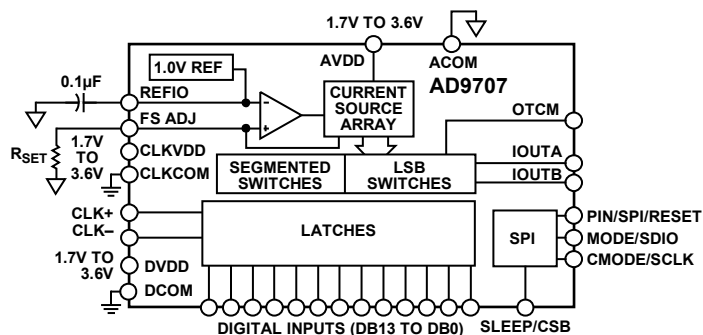 1.7V TO 3.6V
AVDD
ACOM
1.0V REF
AD9707
0.1µF
REFIO
CURRENT
SOURCE
ARRAY
OTCM
FS ADJ
RSET
1.7V
TO
3.6V
CLKVDD
CLKCOM
IOUTA
IOUTB
SEGMENTED
SWITCHES
LSB
SWITCHES
CLK+
CLK–
LATCHES
SPI
PIN/SPI/RESET
MODE/SDIO
CMODE/SCLK
1.7V TO
3.6V
DVDD
DCOM
DIGITAL INPUTS (DB13 TO DB0)
SLEEP/CSB